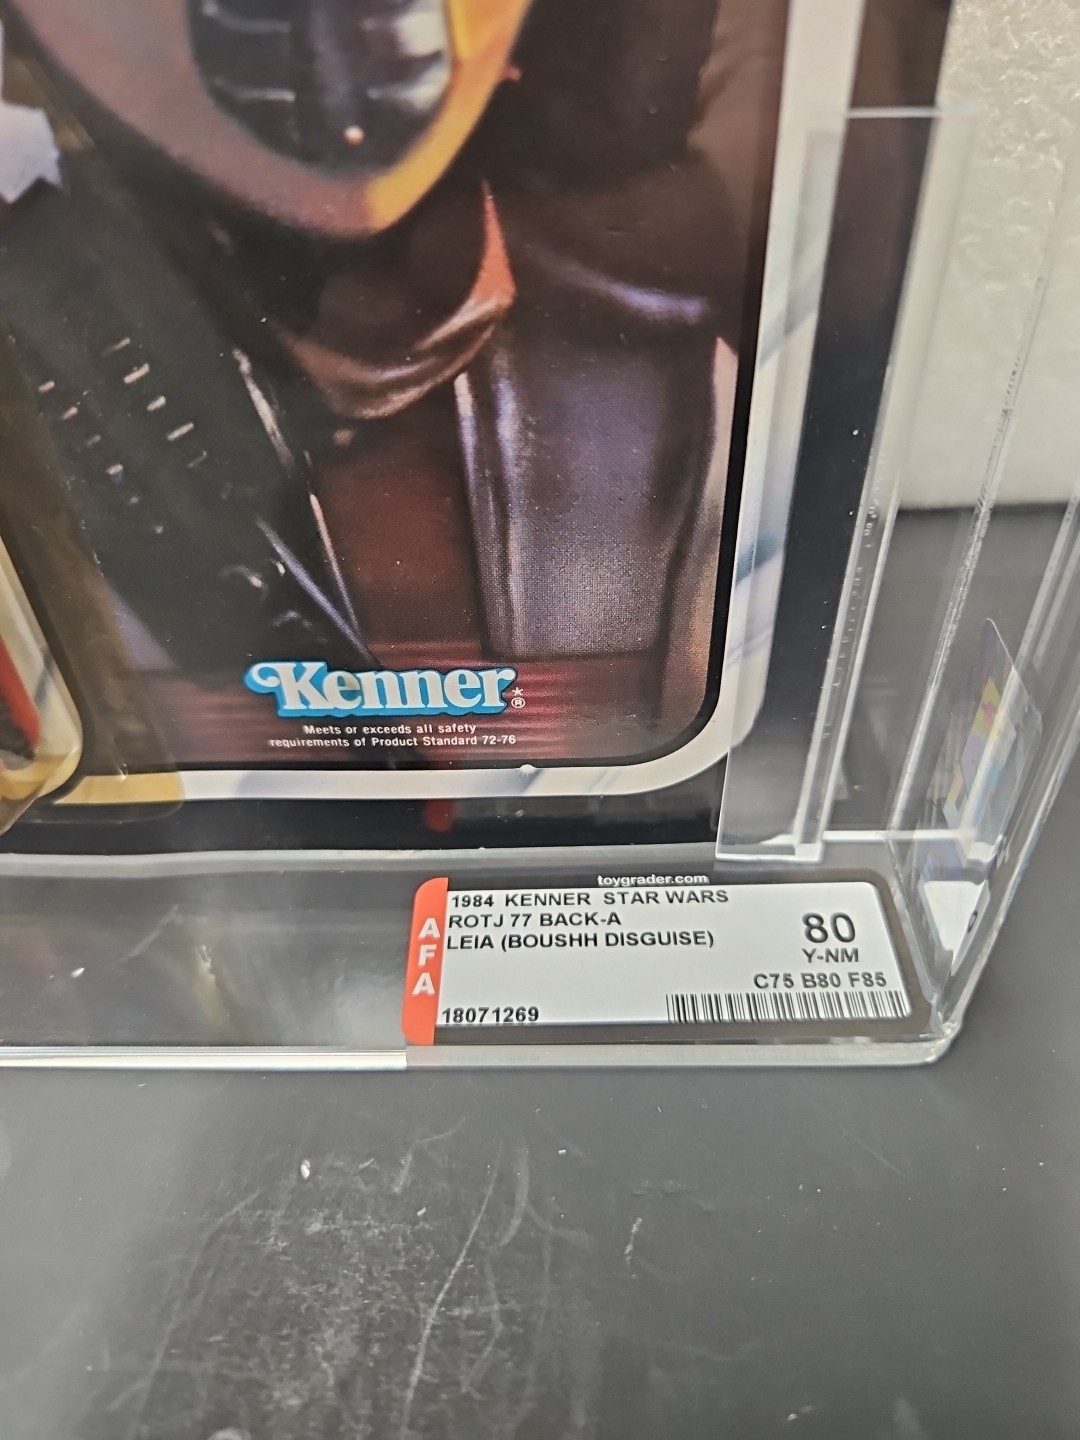 Kenner
*®
Meets or exceeds all safety
requirements of Product Standard 72-76
toygrader.com
AFA
1984 KENNER STAR WARS
ROTJ 77 BACK-A
LEIA (BOUSHH DISGUISE)
80
Y-NM
C75 B80 F85
18071269